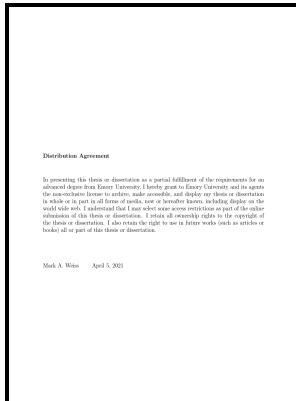 Distribution Agreement
In presenting this thesis or dissertation as a partial fulfillment of the requirements for an
advanced degree from Emory University, I hereby grant to Emory University and its agents
the non-exclusive license to archive, make accessible, and display my thesis or dissertation
in whole or in part in all forms of media, now or hereafter known, including display on the
world wide web. I understand that I may select some access restrictions as part of the online
submission of this thesis or dissertation. I retain all ownership rights to the copyright of
the thesis or dissertation. I also retain the right to use in future works (such as articles or
books) all or part of this thesis or dissertation.
Mark A. Weiss April 5, 2021